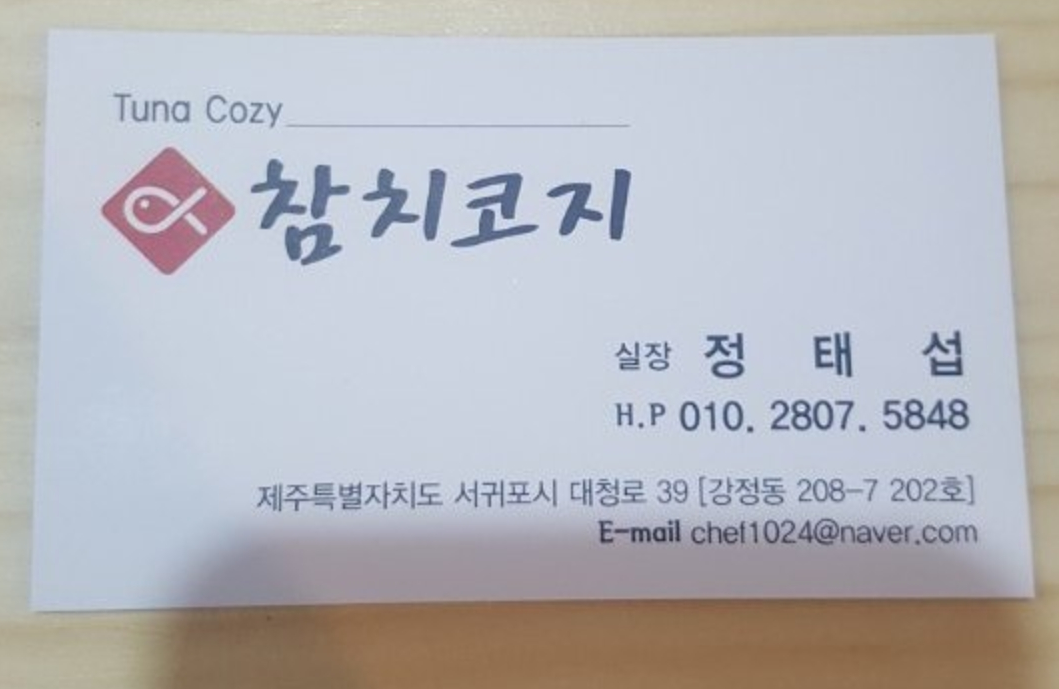 Tuna Cozy
참치코지
실장 정 태 섭
H.P 010. 2807. 5848
제주특별자치도 서귀포시 대청로 39 [강정동 208-7 202호]
E-mail chef1024@naver.com